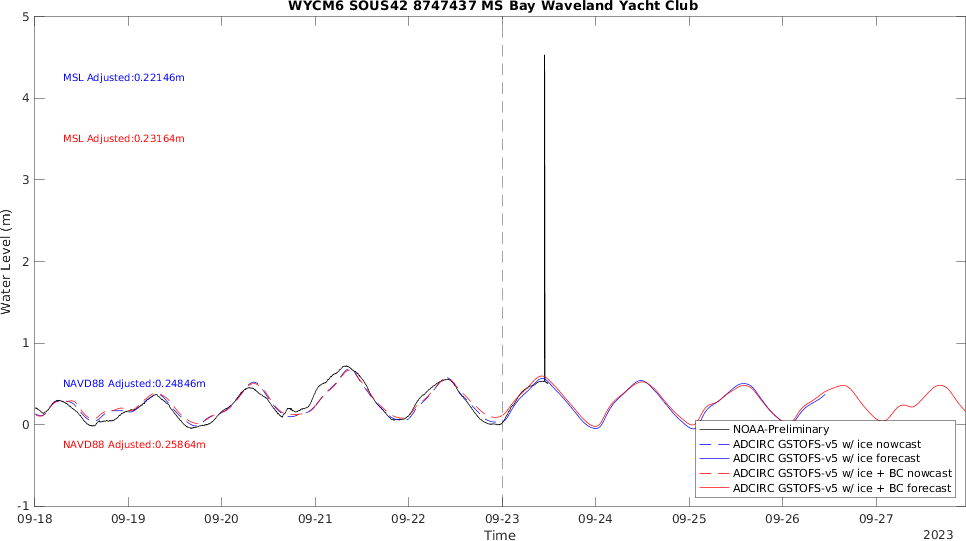 WYCM6 SOUS42 8747437 MS Bay Waveland Yacht Club
5
4
3
2
1
0
-1
Water Level (m)
MSL Adjusted:0.22146m
MSL Adjusted:0.23164m
NAVD88 Adjusted:0.24846m
NAVD88 Adjusted:0.25864m
NOAA-Preliminary
ADCIRC GSTOFS-v5 w/ ice nowcast
ADCIRC GSTOFS-v5 w/ ice forecast
ADCIRC GSTOFS-v5 w/ ice + BC nowcast
ADCIRC GSTOFS-v5 w/ ice + BC forecast
09-18 09-19 09-20 09-21 09-22 09-23 09-24 09-25 09-26 09-27
Time
2023